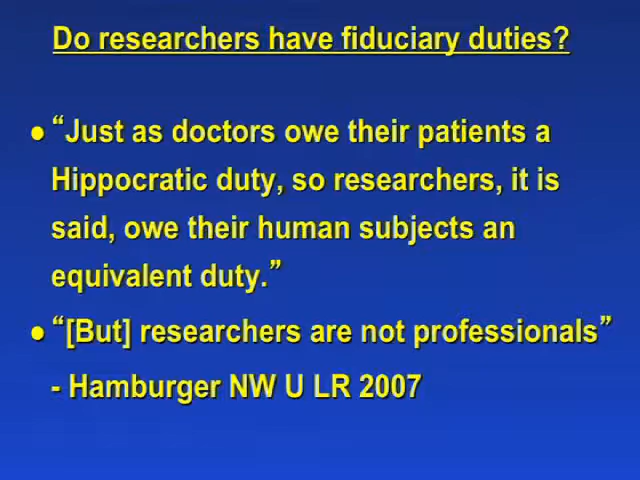 Do researchers have fiduciary duties?
● “Just as doctors owe their patients a
Hippocratic duty, so researchers, it is
said, owe their human subjects an
equivalent duty.”
● “[But] researchers are not professionals”
- Hamburger NW U LR 2007